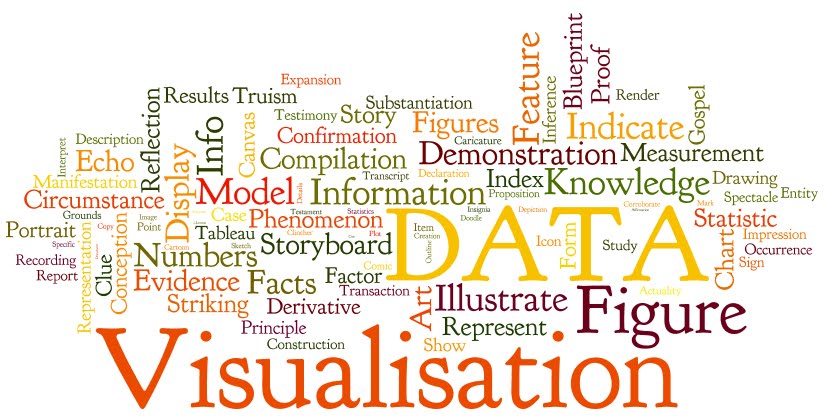 Expansion
Results
Truism
Substantiation
Feature
Blueprint
Proof
Render
Inference
Gospel
Reflection
Testimony
Story
Figures
Indicate
Info
Canvas
Confirmation
Caricature
Interpret
Description
Echo
Display
Compilation
Demonstration
Measurement
Manifestation
Transcript
Declaration
Index
Knowledge
Drawing
Circumstance
Model
Details
Information
Proposition
Spectacle
Entity
Grounds
Image
Point
Case
Phenomenon
Testament
Statistics
DATA
Insignia
Doodle
Depiction
Corroborate
Mark
Statistic
Portrait
Copy
Conception
Representation
Tableau
Cipher
Plot
Item
Creation
Outline
Icon
Form
Study
Chart
Impression
Specific
Clue
Cartoon
Sketch
Storyboard
Occurrence
Recording
Numbers
Comic
Sign
Report
Evidence
Facts
Factor
Transaction
Actuality
Striking
Derivative
Art
Illustrate
Figure
Principle
Represent
Construction
Show
Visualisation